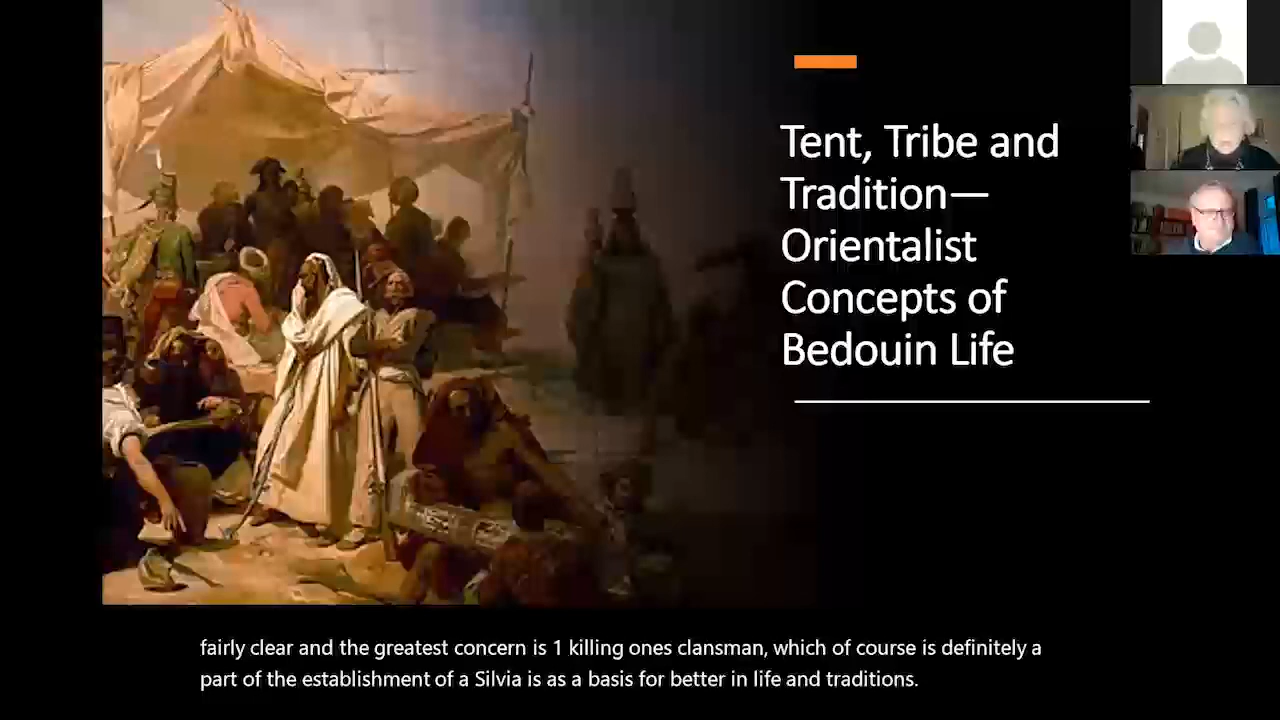 Tent, Tribe and
Tradition—
Orientalist
Concepts of
Bedouin Life
fairly clear and the greatest concern is 1 killing ones clansman, which of course is definitely a
part of the establishment of a Silvia is as a basis for better in life and traditions.